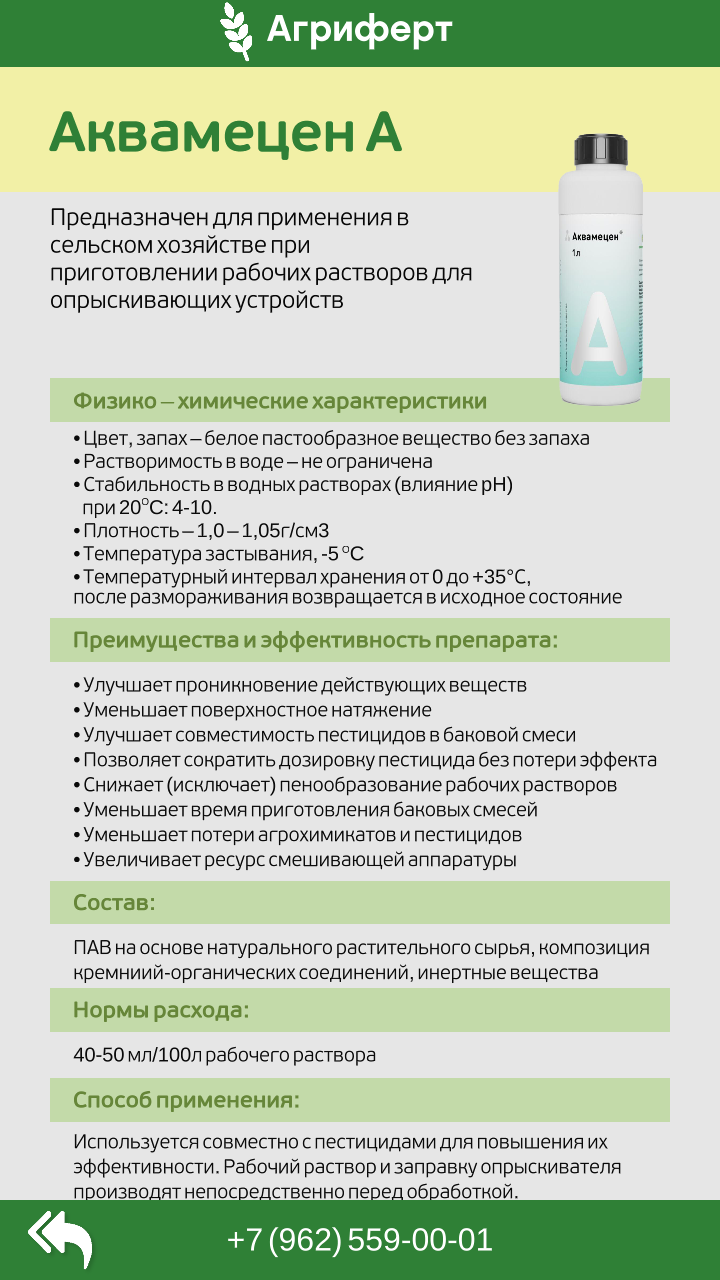 Агриферт
Аквамецен А
Аквамецен+
1л
А
Предназначен для применения в
сельском хозяйстве при
приготовлении рабочих растворов для
опрыскивающих устройств
Физико – химические характеристики
• Цвет, запах – белое пастообразное вещество без запаха
• Растворимость в воде – не ограничена
• Стабильность в водных растворах (влияние pH)
при 20°C: 4-10.
• Плотность – 1,0 – 1,05г/см3
• Температура застывания, -5 °C
• Температурный интервал хранения от 0 до +35°С,
после размораживания возвращается в исходное состояние
Преимущества и эффективность препарата:
• Улучшает проникновение действующих веществ
• Уменьшает поверхностное натяжение
• Улучшает совместимость пестицидов в баковой смеси
• Позволяет сократить дозировку пестицида без потери эффекта
• Снижает (исключает) пенообразование рабочих растворов
• Уменьшает время приготовления баковых смесей
• Уменьшает потери агрохимикатов и пестицидов
• Увеличивает ресурс смешивающей аппаратуры
Состав:
ПАВ на основе натурального растительного сырья, композиция
кремниий-органических соединений, инертные вещества
Нормы расхода:
40-50 мл/100л рабочего раствора
Способ применения:
Используется совместно с пестицидами для повышения их
эффективности. Рабочий раствор и заправку опрыскивателя
производят непосредственно перед обработкой.
+7 (962) 559-00-01